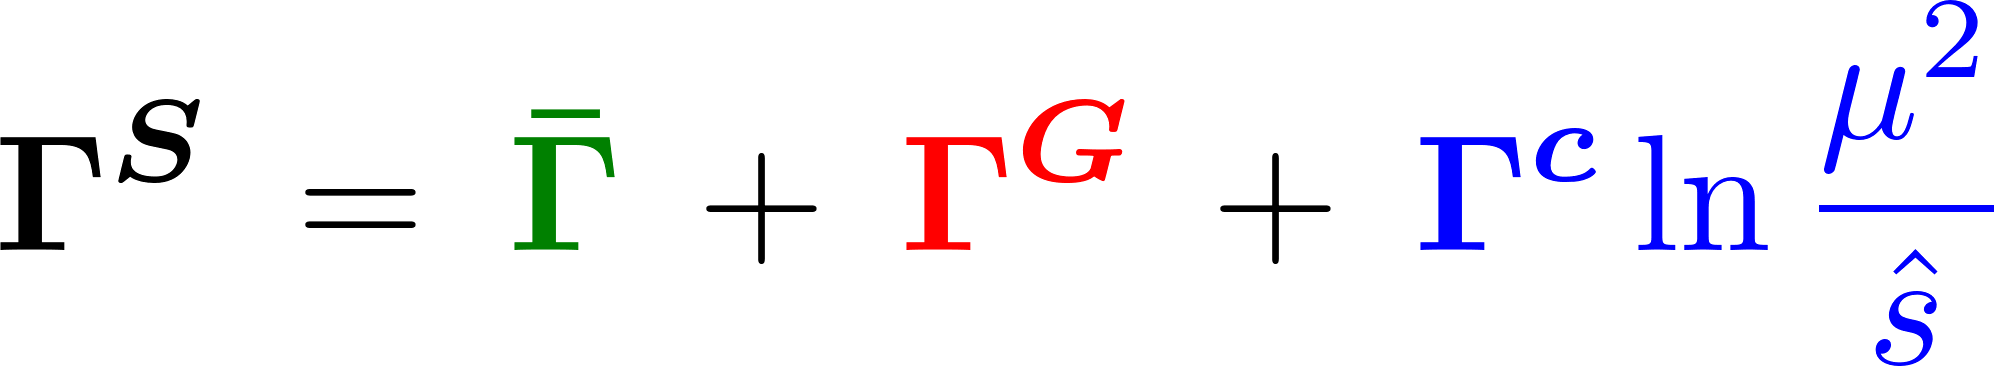 Γ^S = Γ̄ + Γ^G + Γ^c ln μ²/ŝ